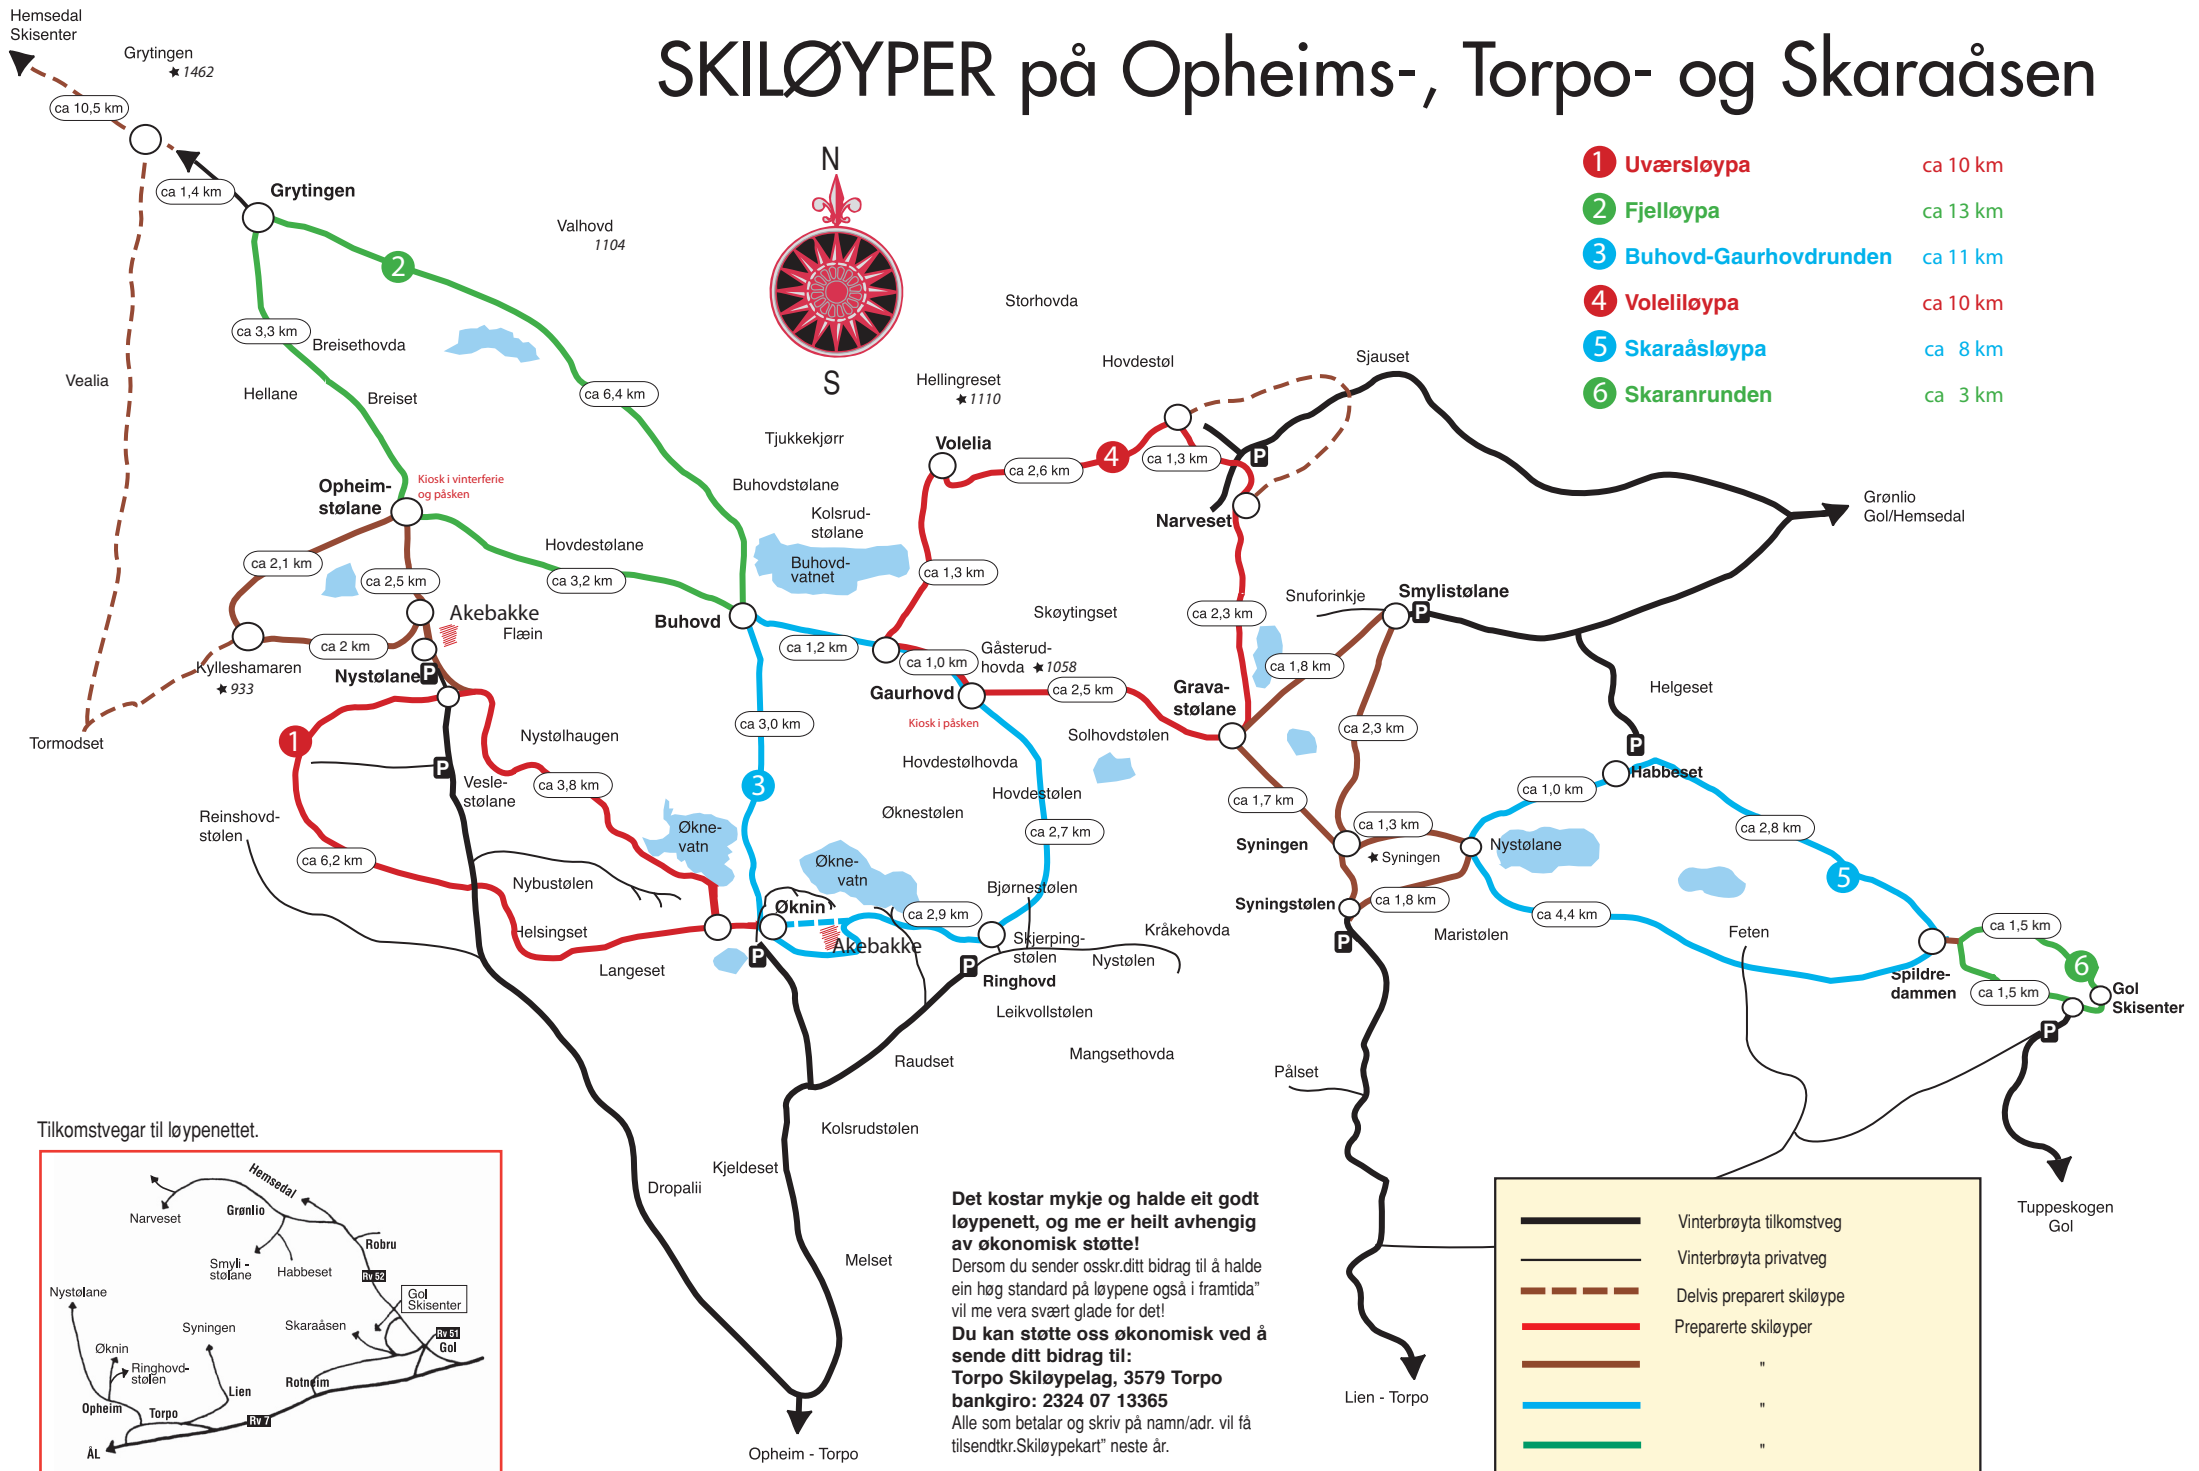 SKILØYPER på Opheims-, Torpo- og Skaraåsen
Hemsedal
Skisenter
Grytingen
1462
ca 10,5 km
ca 1,4 km
Grytingen
2
Valhovd
1104
N
S
1 Uværsløypa ca 10 km
2 Fjelløypa ca 13 km
3 Buhovd-Gaurhovdrunden ca 11 km
4 Voleliløypa ca 10 km
5 Skaraåsløypa ca 8 km
6 Skaranrunden ca 3 km
Storhovda
ca 3,3 km
Breisethovda
Vealia
Hellane
Breiset
ca 6,4 km
Hellingreset
1110
Hovdestøl
Sjauset
Tjukkekjørr
Volelia
ca 2,6 km
4
ca 1,3 km
P
Opheim-
stølane
Kiosk i vinterferie
og påsken
Buhovdstølane
Kolsrud-
stølane
Narveset
Grønlio
Gol/Hemsedal
Hovdestølane
Buhovd-
vatnet
ca 2,1 km
ca 2,5 km
ca 3,2 km
ca 1,3 km
Akebakke
Flæin
Buhovd
Skøytingset
ca 2,3 km
Snuforinkje
Smylistølane
P
ca 2 km
ca 1,2 km
ca 1,0 km
Gåsterud-
hovda
1058
ca 1,8 km
Kylleshamaren
933
Nystølane
P
Gaurhovd
Kiosk i påsken
ca 2,5 km
Grava-
stølane
Helgeset
Tormodset
1
Nystølhaugen
ca 3,0 km
Solhovdstølen
ca 2,3 km
P
P
Vesle-
stølane
ca 3,8 km
3
Hovdestølhovda
Hovdestølen
Habbeset
ca 1,0 km
ca 1,7 km
Reinshovd-
stølen
Økne-
vatn
Øknestølen
ca 2,7 km
ca 1,3 km
ca 2,8 km
Syningen
Syningen
Nystølane
ca 6,2 km
Nybustølen
Økne-
vatn
Bjørnestølen
5
Øknin
ca 2,9 km
Syningstølen
ca 1,8 km
ca 4,4 km
Helsingset
Akebakke
Skjerping-
stølen
Kråkehovda
P
Maristølen
Feten
ca 1,5 km
Langeset
P
P
Nystølen
Ringhovd
6
Spildre-
dammen
ca 1,5 km
Gol
Skisenter
Leikvollstølen
P
Raudset
Mangsethovda
Pålset
Tilkomstvegar til løypenettet.
Kolsrudstølen
Kjeldeset
Dropalii
Melset
Tuppeskogen
Gol
Hemsedal
Narveset
Grønlio
Robru
Smyli -
stølane
Habbeset
Rv 52
Nystølane
Gol
Skisenter
Syningen
Skaraåsen
Rv 51
Gol
Øknin
Ringhovd-
stølen
Lien
Rotneim
Opheim
Torpo
Rv 7
ÅL
Det kostar mykje og halde eit godt
løypenett, og me er heilt avhengig
av økonomisk støtte!
Dersom du sender osskr.ditt bidrag til å halde
ein høg standard på løypene også i framtida”
vil me vera svært glade for det!
Du kan støtte oss økonomisk ved å
sende ditt bidrag til:
Torpo Skiløypelag, 3579 Torpo
bankgiro: 2324 07 13365
Alle som betalar og skriv på namn/adr. vil få
tilsendtkr.Skiløypekart” neste år.
Opheim - Torpo
Lien - Torpo
Vinterbrøyta tilkomstveg
Vinterbrøyta privatveg
Delvis preparert skiløype
Preparerte skiløyper
"
"
"